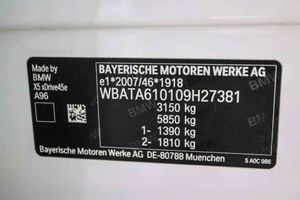 Made by
BMW
X5 xDrive45e
A96
BAYERISCHE MOTOREN WERKE AG
e1*2007/46*1918
WBATA610109H27381
3150 kg
5850 kg
1- 1390 kg
2- 1810 kg
Bayerische Motoren Werke AG
DE-80788 Muenchen
5 A0C 986